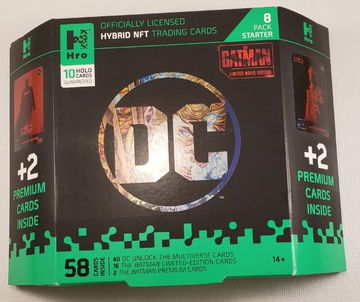 Hro
OFFICIALLY LICENSED
HYBRID NFT TRADING CARDS
8
PACK
STARTER
10 HOLO
CARDS
GUARANTEED
THE
BATMAN
LIMITED MOVIE EDITION
Hro
DC
+2
PREMIUM
CARDS
INSIDE
+2
PREMIUM
CARDS
INSIDE
58 CARDS INSIDE
40 DC UNLOCK THE MULTIVERSE CARDS
16 THE BATMAN LIMITED-EDITION CARDS
2 THE BATMAN PREMIUM CARDS
14+
Hro